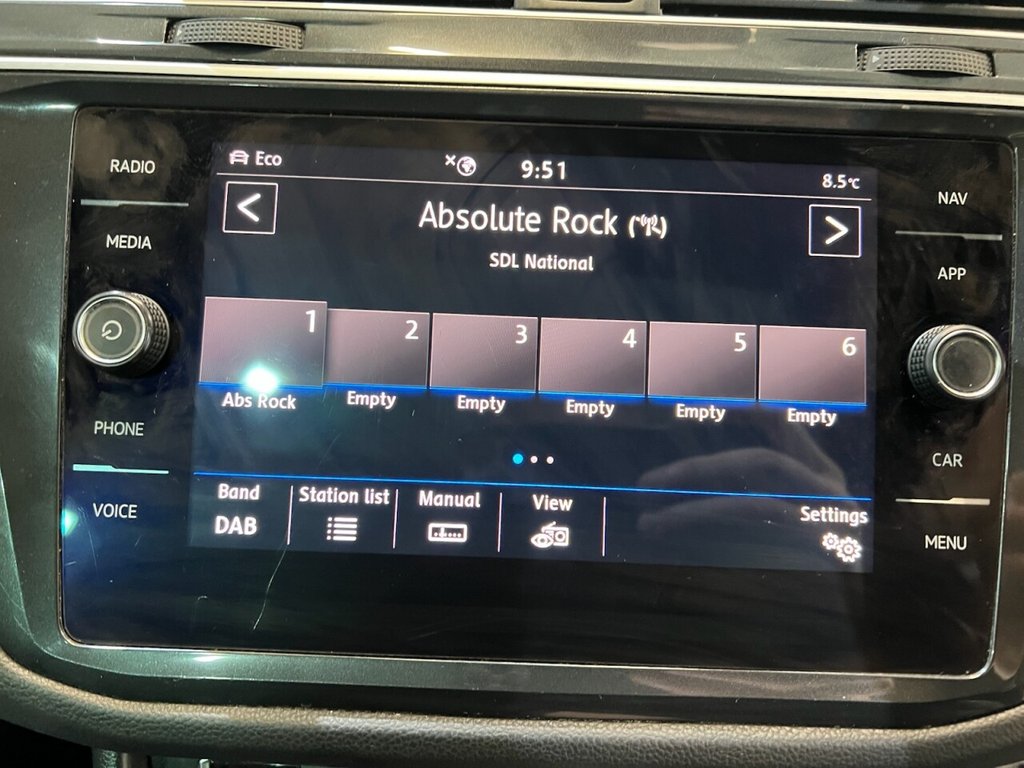 RADIO
MEDIA
PHONE
VOICE
Eco
9:51
8.5°C
<
Absolute Rock
>
SDL National
1 2 3 4 5 6
Abs Rock Empty Empty Empty Empty Empty
Band Station list Manual View Settings
DAB
NAV
APP
CAR
MENU